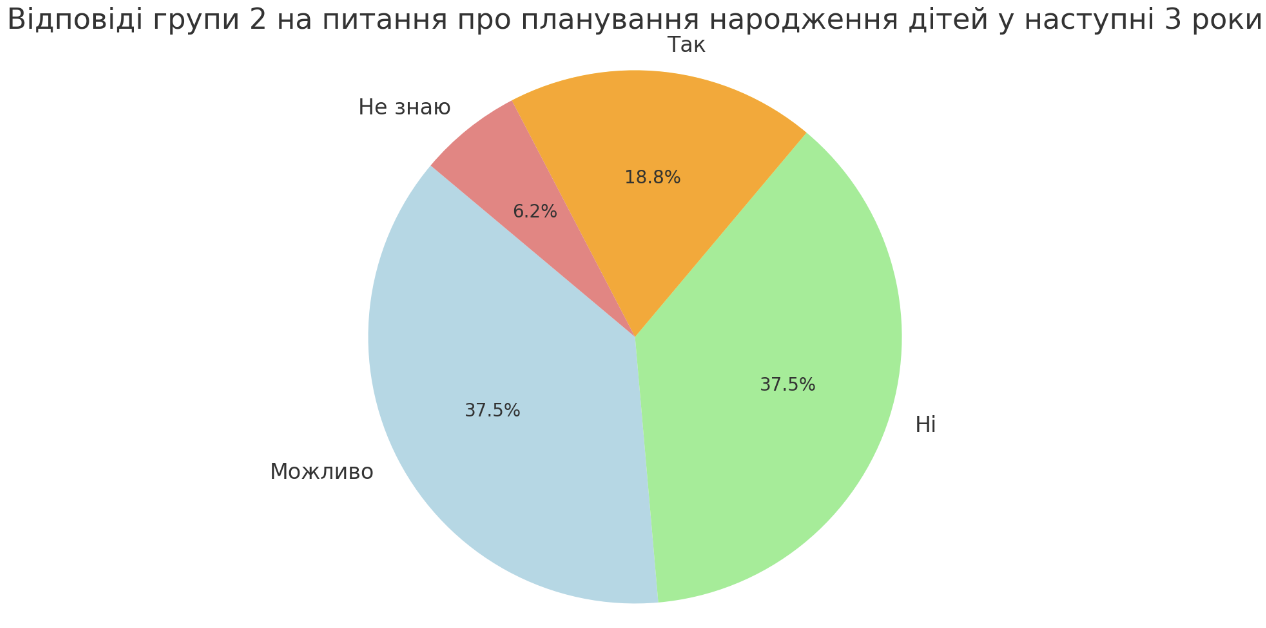 Відповіді групи 2 на питання про планування народження дітей у наступні 3 роки
Так
Не знаю
18.8%
6.2%
37.5%
37.5%
Ні
Можливо